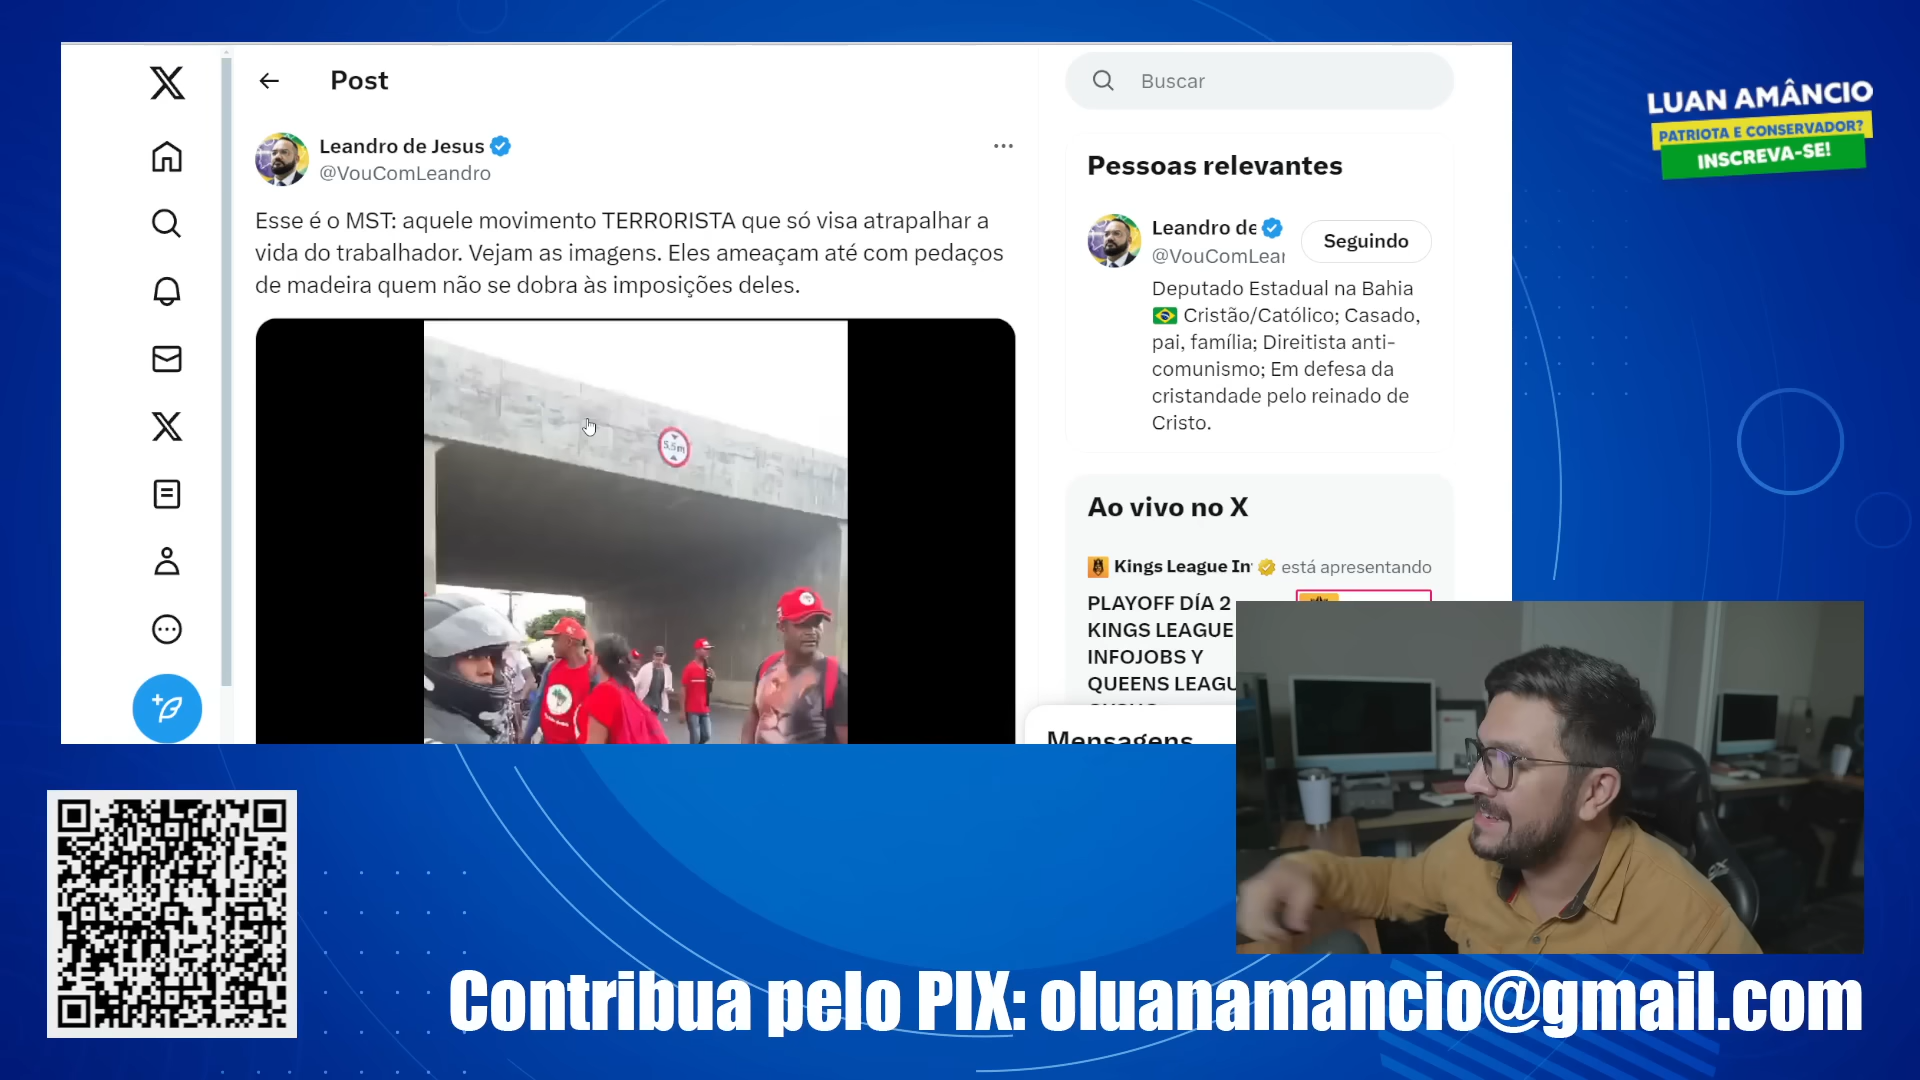 Post
Buscar
Leandro de Jesus
@VouComLeandro
Esse é o MST: aquele movimento TERR0RISTA que só visa atrapalhar a
vida do trabalhador. Vejam as imagens. Eles ameaçam até com pedaços
de madeira quem não se dobra às imposições deles.
5,5m
Pessoas relevantes
Leandro de
@VouComLear
Seguindo
Deputado Estadual na Bahia
Cristão/Católico; Casado,
pai, família; Direitista anti-
comunismo; Em defesa da
cristandade pelo reinado de
Cristo.
Ao vivo no X
Kings League In está apresentando
PLAYOFF DÍA 2
KINGS LEAGUE
INFOJOBS Y
QUEENS LEAGU
Mensagens
LUAN AMÂNCIO
PATRIOTA E CONSERVADOR?
INSCREVA-SE!
Contribua pelo PIX: oluanamancio@gmail.com